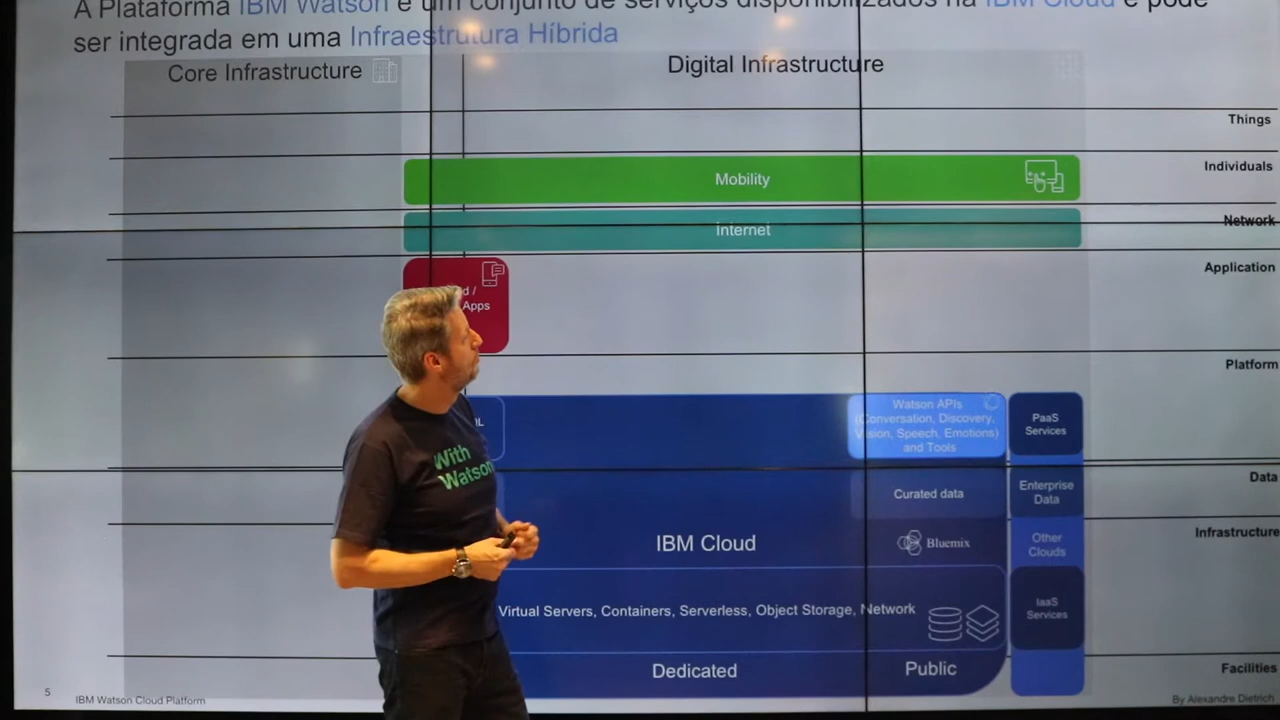 A Plataforma IBM Watson é um conjunto de serviços disponibilizados na IBM Cloud e pode
ser integrada em uma Infraestrutura Híbrida
Core Infrastructure
Digital Infrastructure
Things
Individuals
Mobility
Network
Internet
Application
d /
Apps
Platform
Watson APIs
(Conversation, Discovery,
Vision, Speech, Emotions)
and Tools
PaaS
Services
With
Watson
Data
Curated data
Enterprise
Data
Infrastructure
IBM Cloud
Bluemix
Other
Clouds
Virtual Servers, Containers, Serverless, Object Storage, Network
IaaS
Services
Dedicated
Public
Facilities
5
IBM Watson Cloud Platform
By Alexandre Dietrich